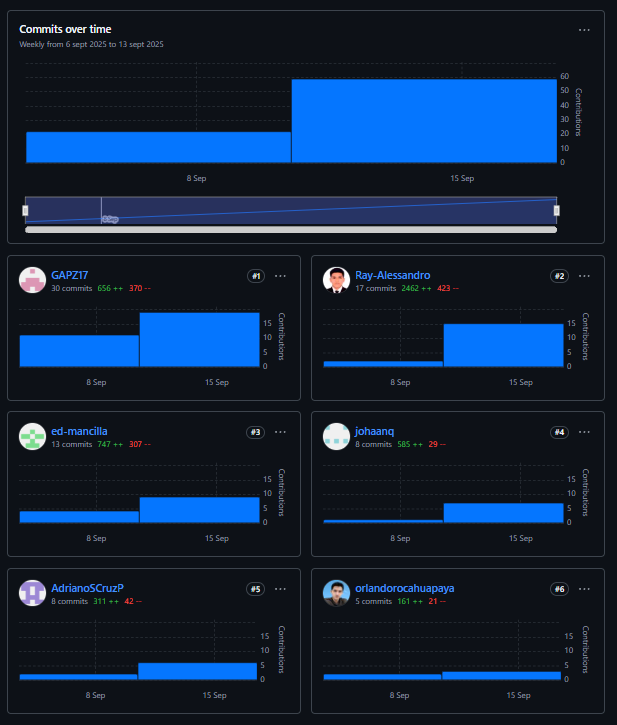 Commits over time
Weekly from 6 sept 2025 to 13 sept 2025
60
50
40
30
20
10
0
Contributions
8 Sep
15 Sep
GAPZ17
#1
30 commits 656 ++ 370 --
15
10
5
0
Contributions
8 Sep
15 Sep
Ray-Alessandro
#2
17 commits 2462 ++ 423 --
15
10
5
0
Contributions
8 Sep
15 Sep
ed-mancilla
#3
13 commits 747 ++ 307 --
15
10
5
0
Contributions
8 Sep
15 Sep
johaanq
#4
8 commits 585 ++ 29 --
15
10
5
0
Contributions
8 Sep
15 Sep
AdrianoSCruzP
#5
8 commits 311 ++ 42 --
15
10
5
0
Contributions
8 Sep
15 Sep
orlandorocahuapaya
#6
5 commits 161 ++ 21 --
15
10
5
0
Contributions
8 Sep
15 Sep